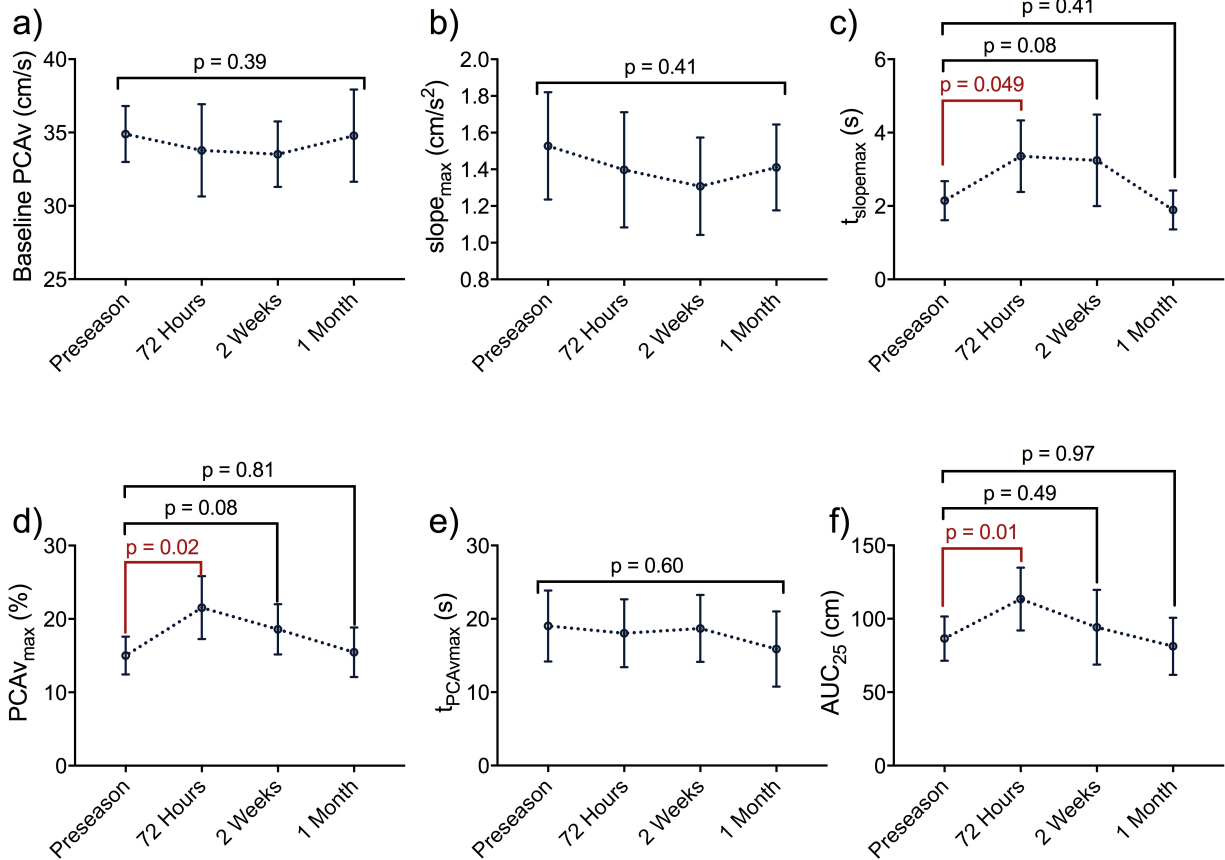 a)
Baseline PCAv (cm/s)
40
35
30
25
p = 0.39
Preseason
72 Hours
2 Weeks
1 Month
b)
slopemax (cm/s²)
2.0
1.8
1.6
1.4
1.2
1.0
0.8
p = 0.41
Preseason
72 Hours
2 Weeks
1 Month
c)
tslopemax (s)
6
4
2
0
p = 0.41
p = 0.08
p = 0.049
Preseason
72 Hours
2 Weeks
1 Month
d)
PCAvmax (%)
30
20
10
0
p = 0.81
p = 0.08
p = 0.02
Preseason
72 Hours
2 Weeks
1 Month
e)
tPCAvmax (s)
30
20
10
0
p = 0.60
Preseason
72 Hours
2 Weeks
1 Month
f)
AUC25 (cm)
150
100
50
0
p = 0.97
p = 0.49
p = 0.01
Preseason
72 Hours
2 Weeks
1 Month